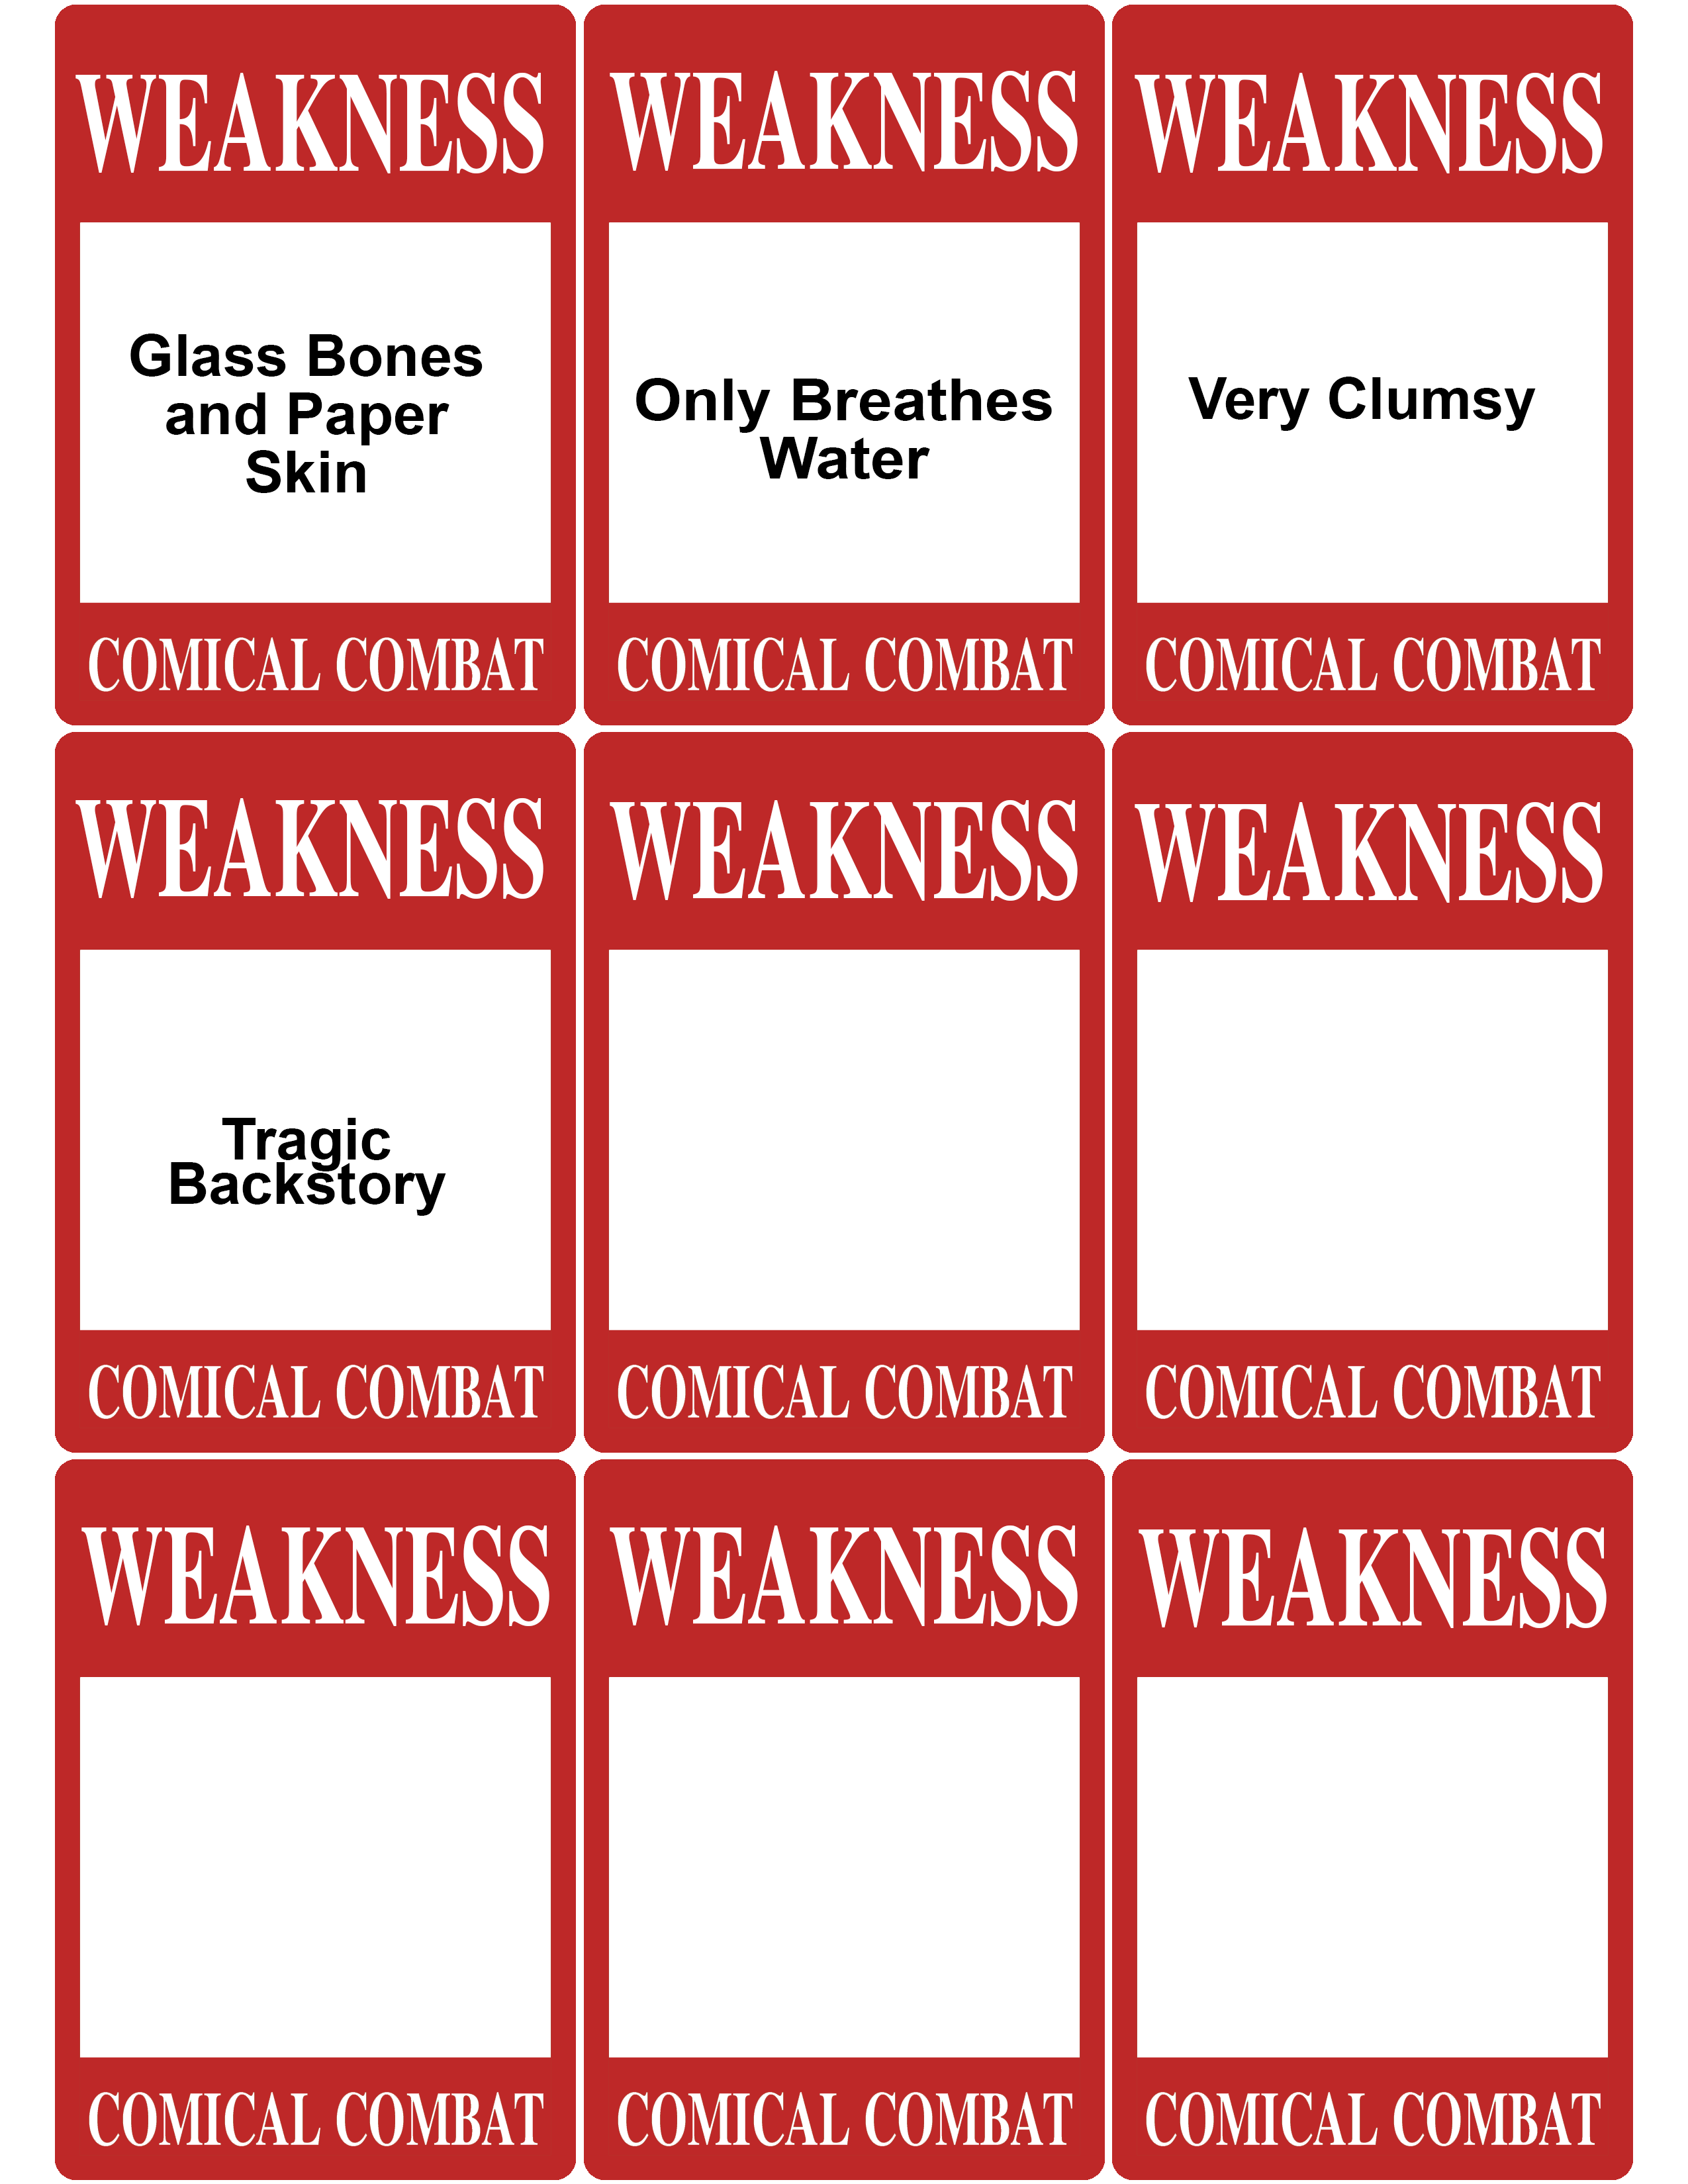 WEAKNESS
Glass Bones
and Paper
Skin
COMICAL COMBAT
WEAKNESS
Only Breathes
Water
COMICAL COMBAT
WEAKNESS
Very Clumsy
COMICAL COMBAT
WEAKNESS
Tragic
Backstory
COMICAL COMBAT
WEAKNESS
COMICAL COMBAT
WEAKNESS
COMICAL COMBAT
WEAKNESS
COMICAL COMBAT
WEAKNESS
COMICAL COMBAT
WEAKNESS
COMICAL COMBAT